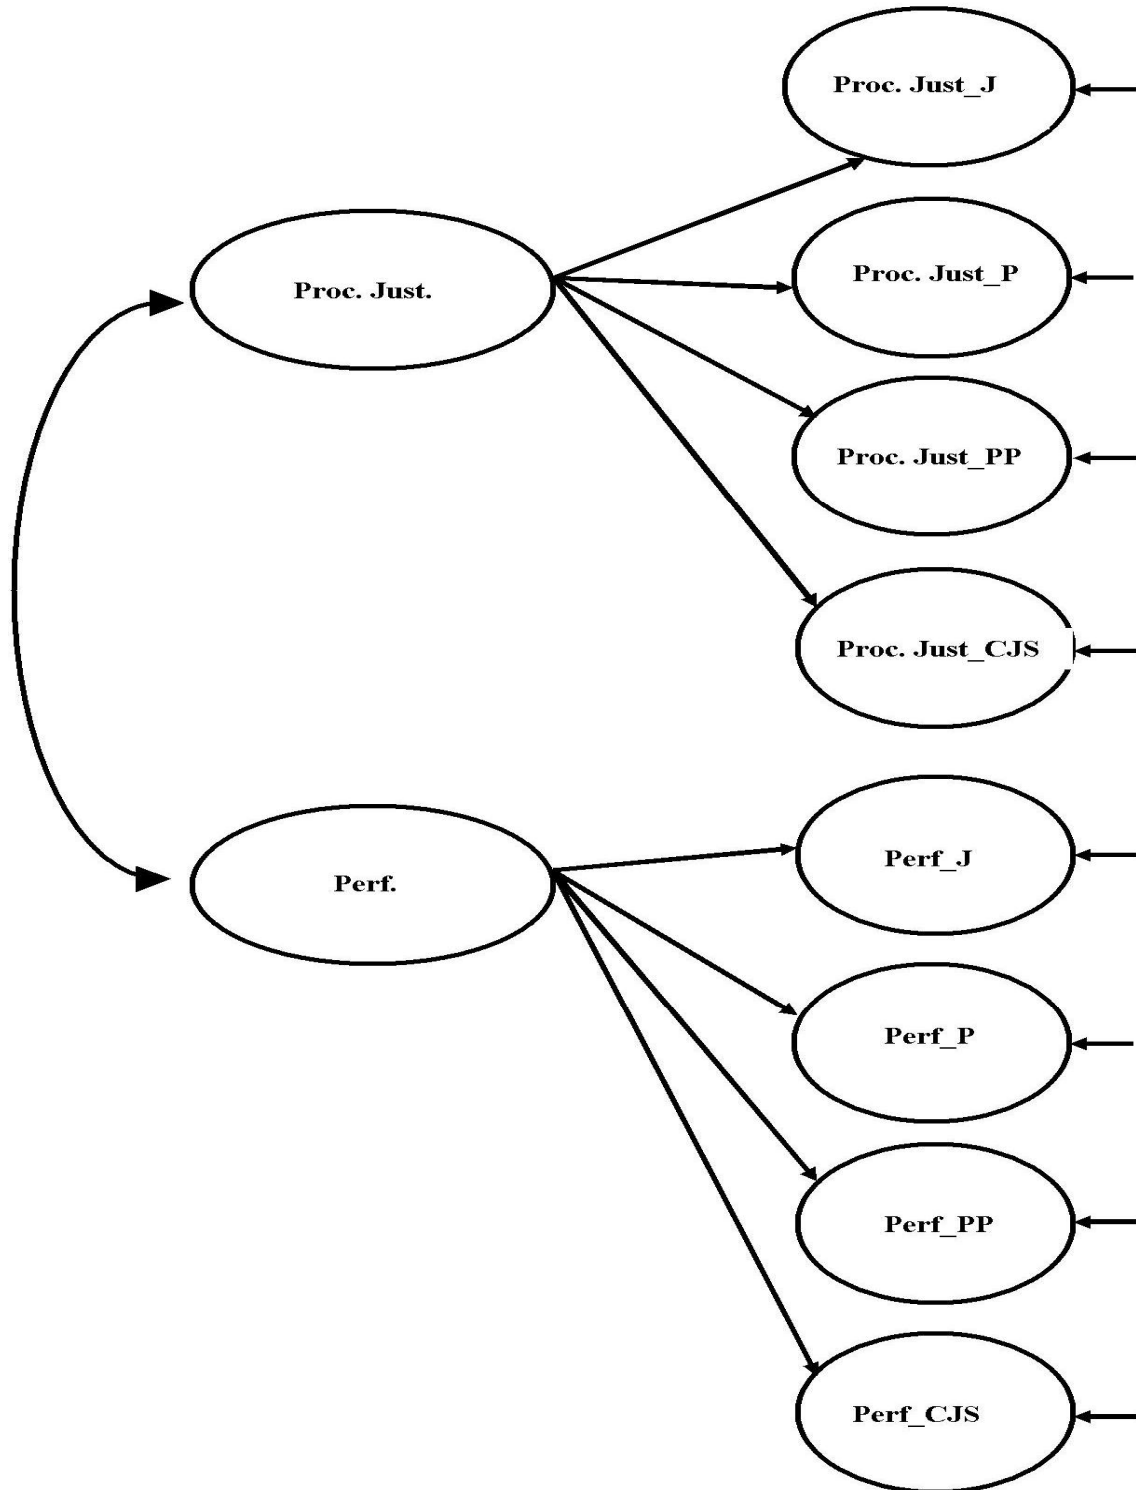 Proc. Just_J
Proc. Just.
Proc. Just_P
Proc. Just_PP
Proc. Just_CJS
Perf.
Perf_J
Perf_P
Perf_PP
Perf_CJS